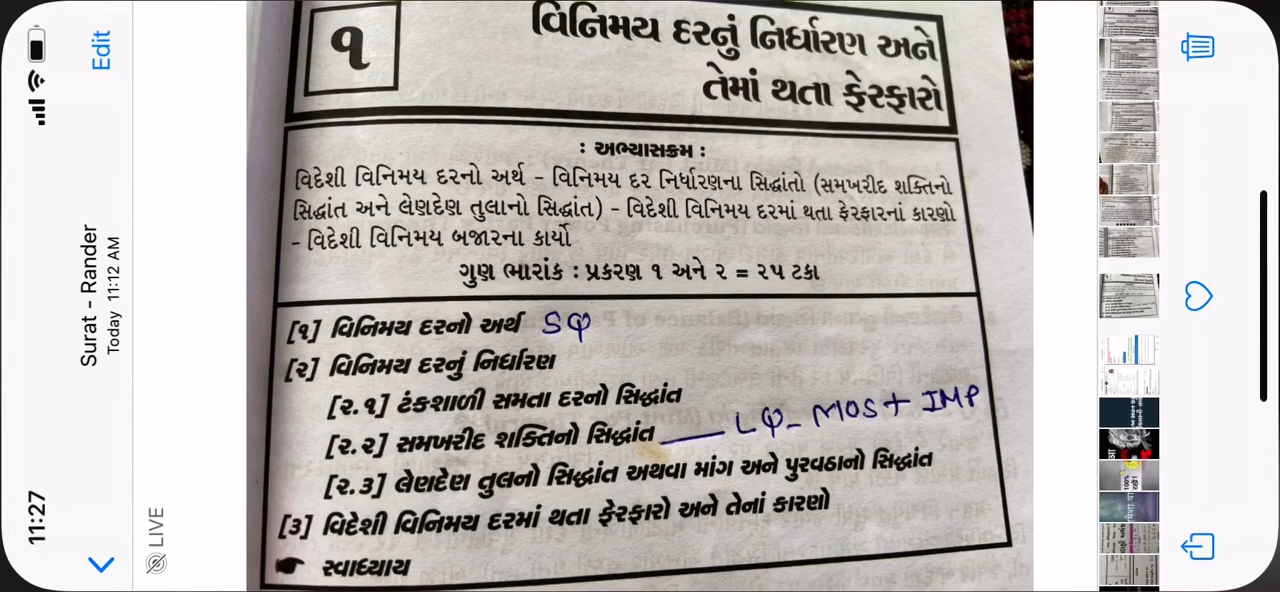 11:27
Surat - Rander
Today 11:12 AM
Edit
LIVE
૧
વિનિમય દરનું નિર્ધારણ અને
તેમાં થતા ફેરફારો
: અભ્યાસક્રમ :
વિદેશી વિનિમય દરનો અર્થ - વિનિમય દર નિર્ધારણના સિદ્ધાંતો (સમખરીદ શક્તિનો
સિદ્ધાંત અને લેણદેણ તુલાનો સિદ્ધાંત) - વિદેશી વિનિમય દરમાં થતા ફેરફારનાં કારણો
- વિદેશી વિનિમય બજારના કાર્યો
ગુણ ભારાંક : પ્રકરણ ૧ અને ૨ = ૨૫ ટકા
[૧] વિનિમય દરનો અર્થ SQ
[૨] વિનિમય દરનું નિર્ધારણ
[૨.૧] ટંકશાળી સમતા દરનો સિદ્ધાંત
[૨.૨] સમખરીદ શક્તિનો સિદ્ધાંત — LQ - MOST IMP
[૨.૩] લેણદેણ તુલનો સિદ્ધાંત અથવા માંગ અને પુરવઠાનો સિદ્ધાંત
[૩] વિદેશી વિનિમય દરમાં થતા ફેરફારો અને તેનાં કારણો
સ્વાધ્યાય